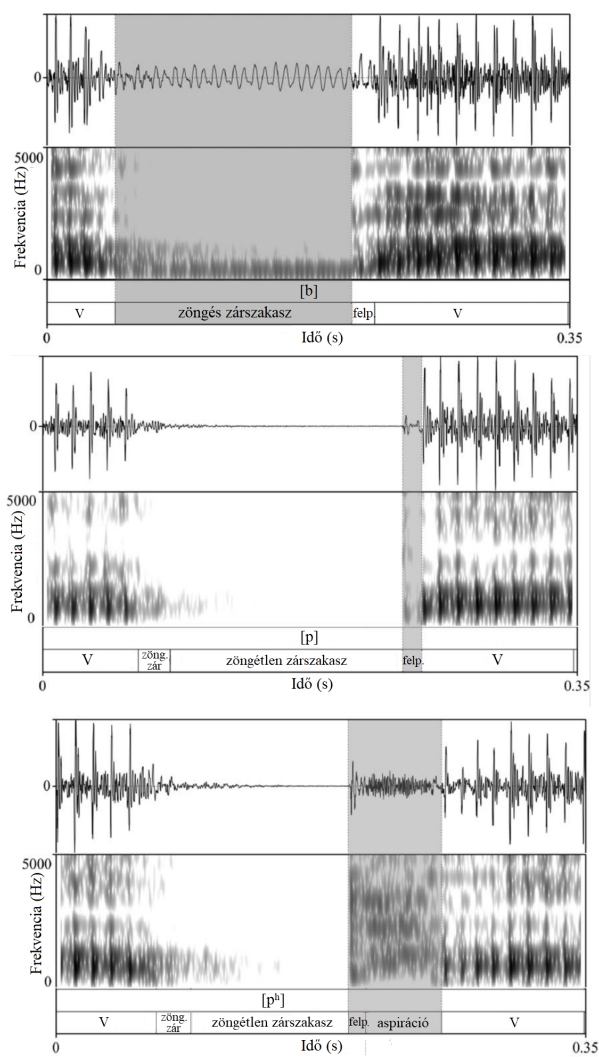 0
5000
Frekvencia (Hz)
0
[b]
V zöngés zárszakasz felp. V
0 Idő (s) 0.35
0
5000
Frekvencia (Hz)
0
[p]
V zöng. zár zöngétlen zárszakasz felp. V
0 Idő (s) 0.35
0
5000
Frekvencia (Hz)
0
[pʰ]
V zöng. zár zöngétlen zárszakasz felp. aspiráció V
0 Idő (s) 0.35